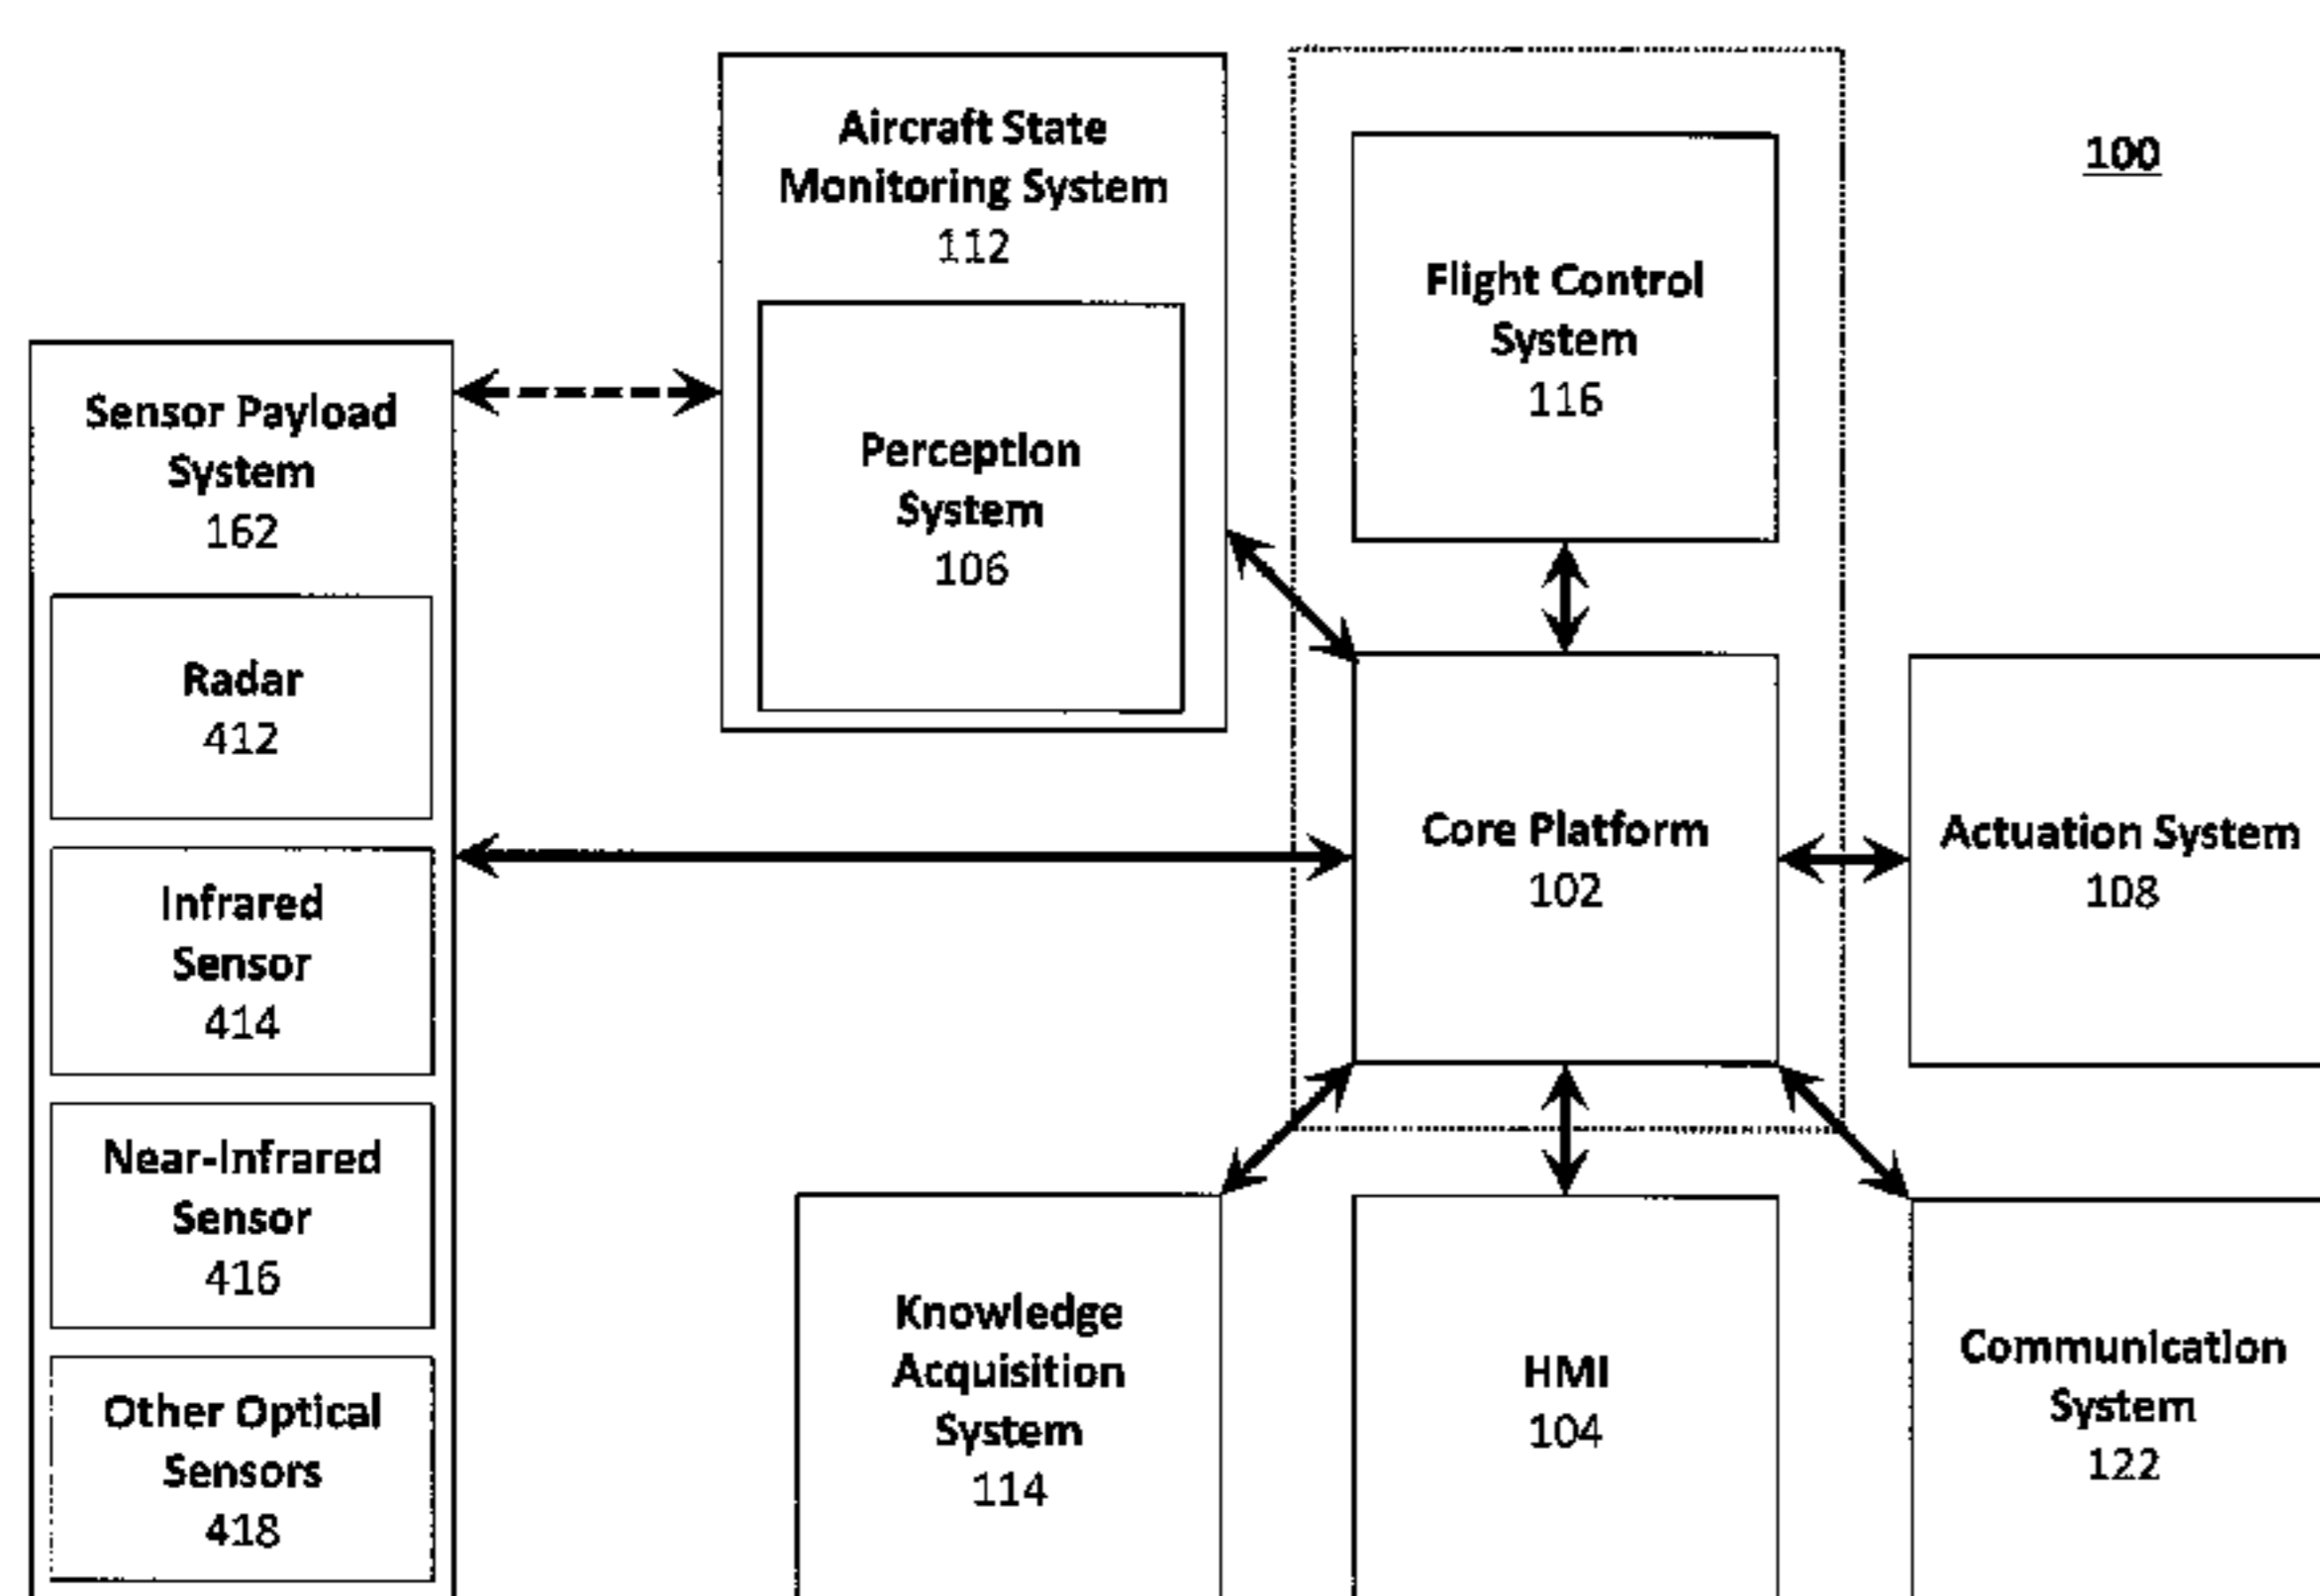 100
Aircraft State
Monitoring System
112
Perception
System
106
Flight Control
System
116
Sensor Payload
System
162
Radar
412
Infrared
Sensor
414
Near-Infrared
Sensor
416
Other Optical
Sensors
418
Core Platform
102
Actuation System
108
Knowledge
Acquisition
System
114
HMI
104
Communication
System
122